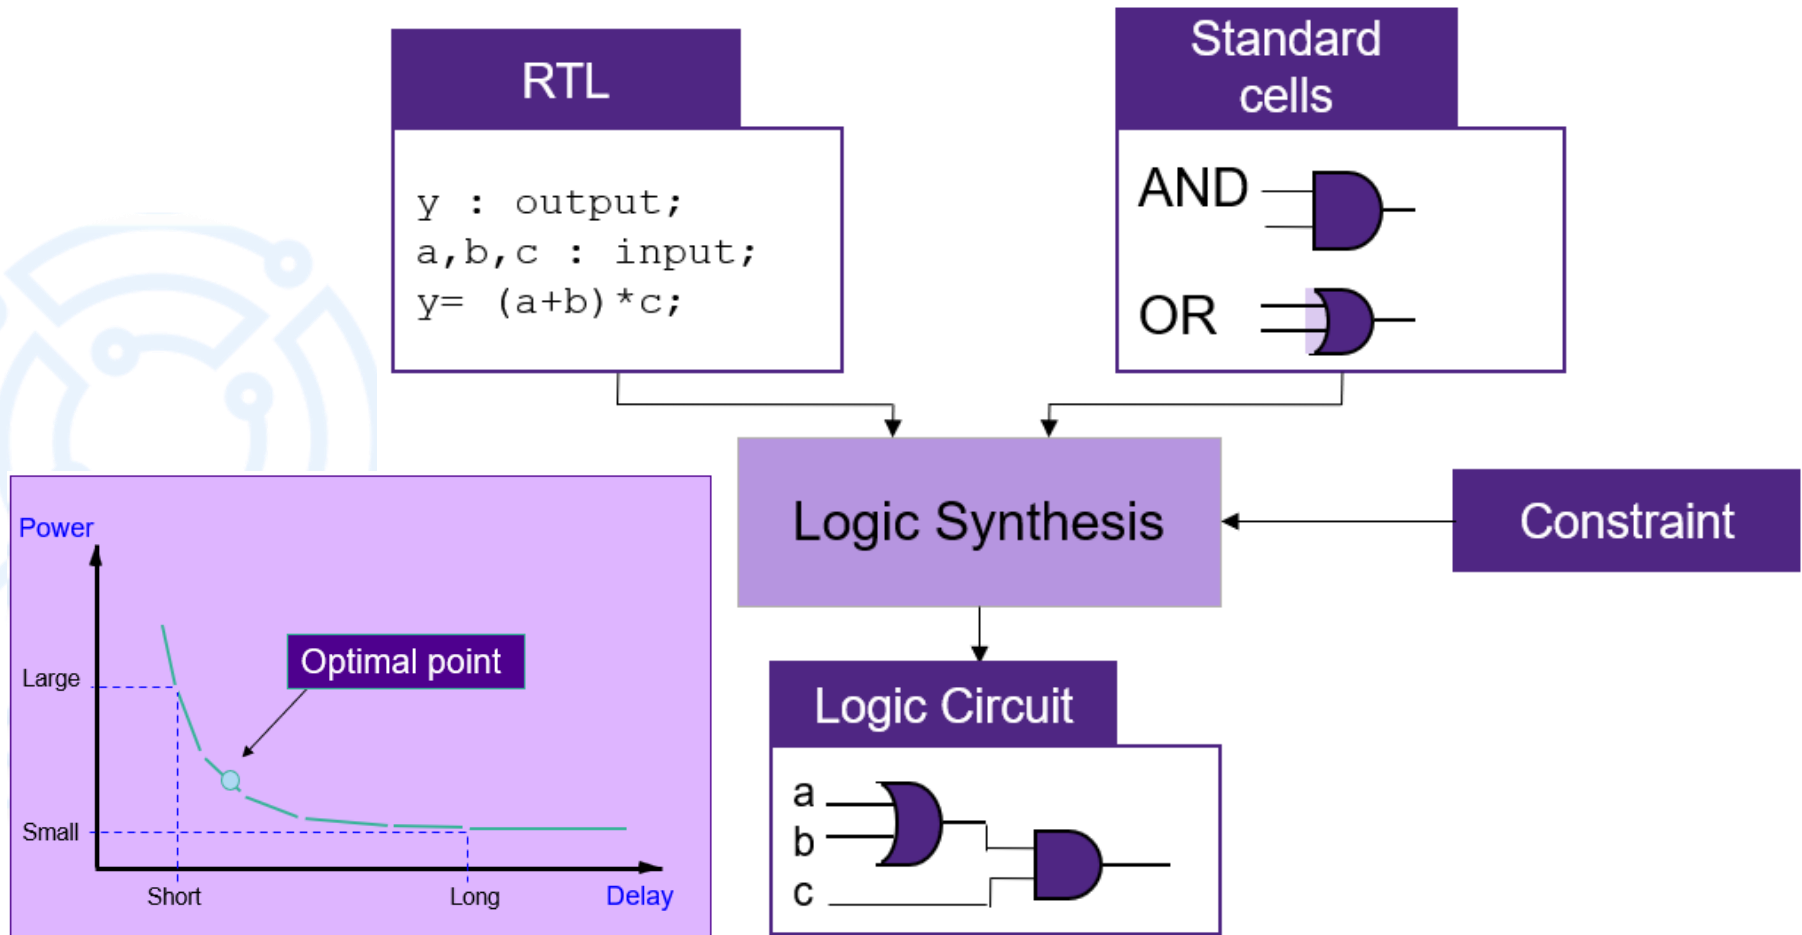 RTL
y : output;
a,b,c : input;
y= (a+b)*c;
Standard
cells
AND
OR
Logic Synthesis
Constraint
Power
Optimal point
Large
Small
Short
Long
Delay
Logic Circuit
a
b
c